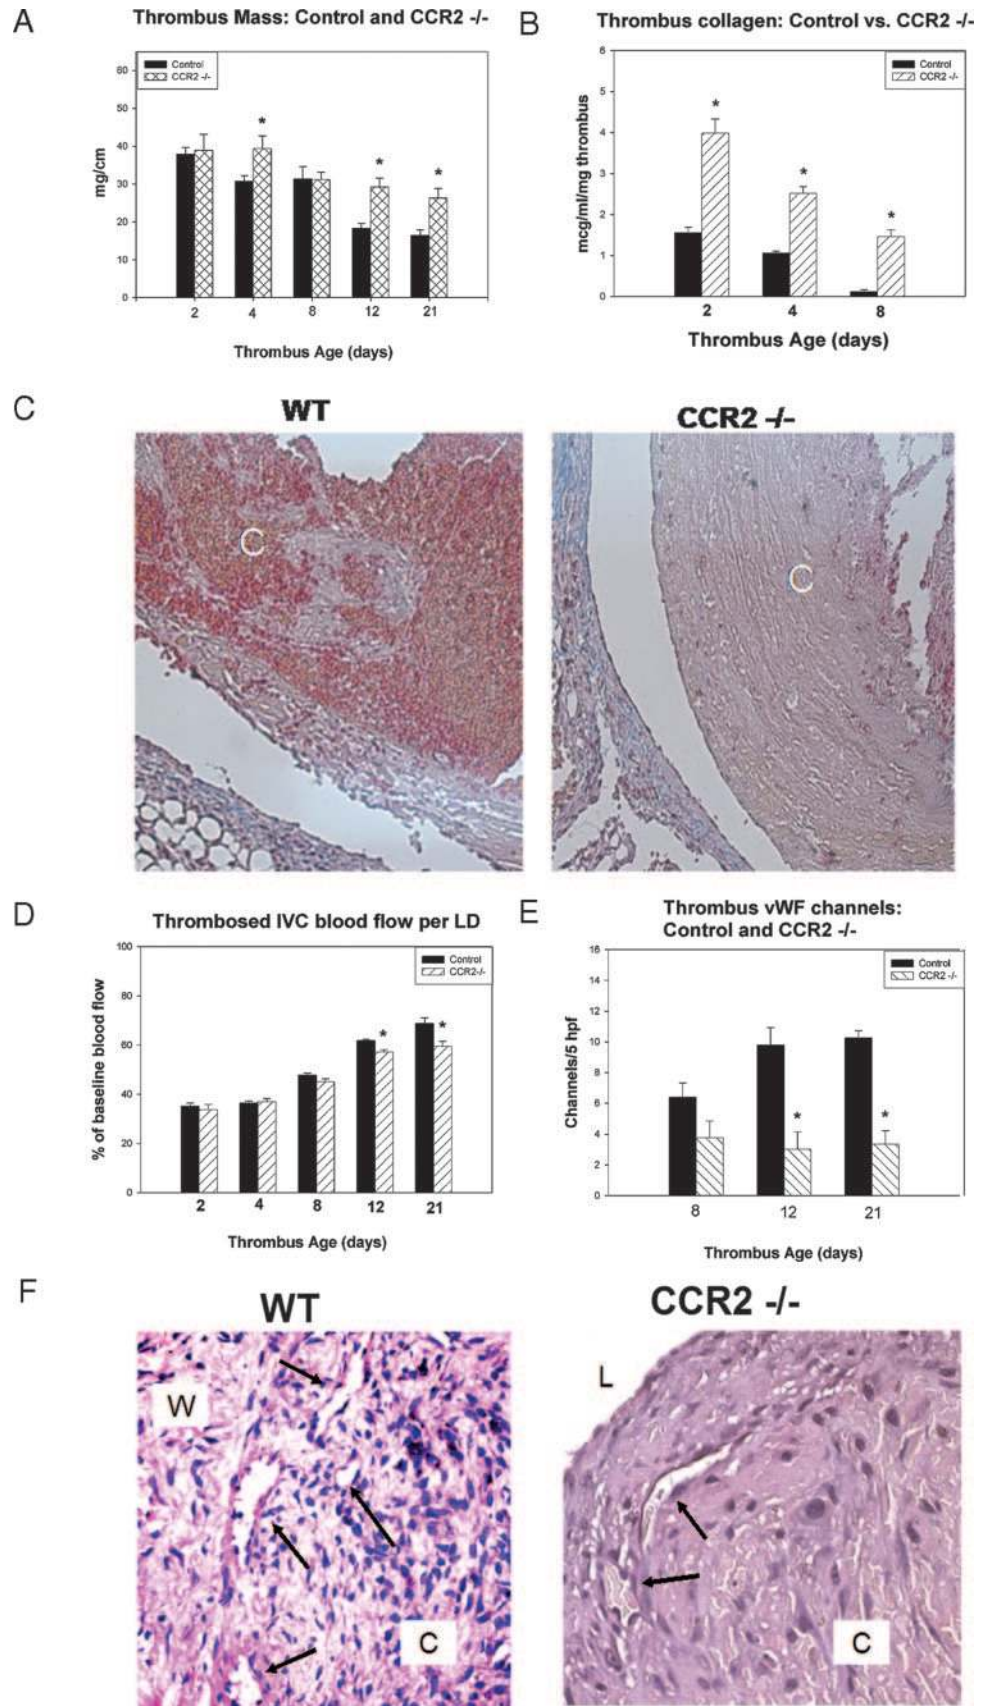 A
Thrombus Mass: Control and CCR2 -/-
Control
CCR2 -/-
60
50
40
30
20
10
0
mg/cm
*
*
*
2 4 8 12 21
Thrombus Age (days)
B
Thrombus collagen: Control vs. CCR2 -/-
Control
CCR2 -/-
6
5
4
3
2
1
0
mcg/ml/mg thrombus
*
*
*
2 4 8
Thrombus Age (days)
C
WT
CCR2 -/-
C
C
D
Thrombosed IVC blood flow per LD
Control
CCR2-/-
100
80
60
40
20
0
% of baseline blood flow
*
*
2 4 8 12 21
Thrombus Age (days)
E
Thrombus vWF channels:
Control and CCR2 -/-
Control
CCR2 -/-
16
14
12
10
8
6
4
2
0
Channels/5 hpf
*
*
8 12 21
Thrombus Age (days)
F
WT
CCR2 -/-
W
C
L
C